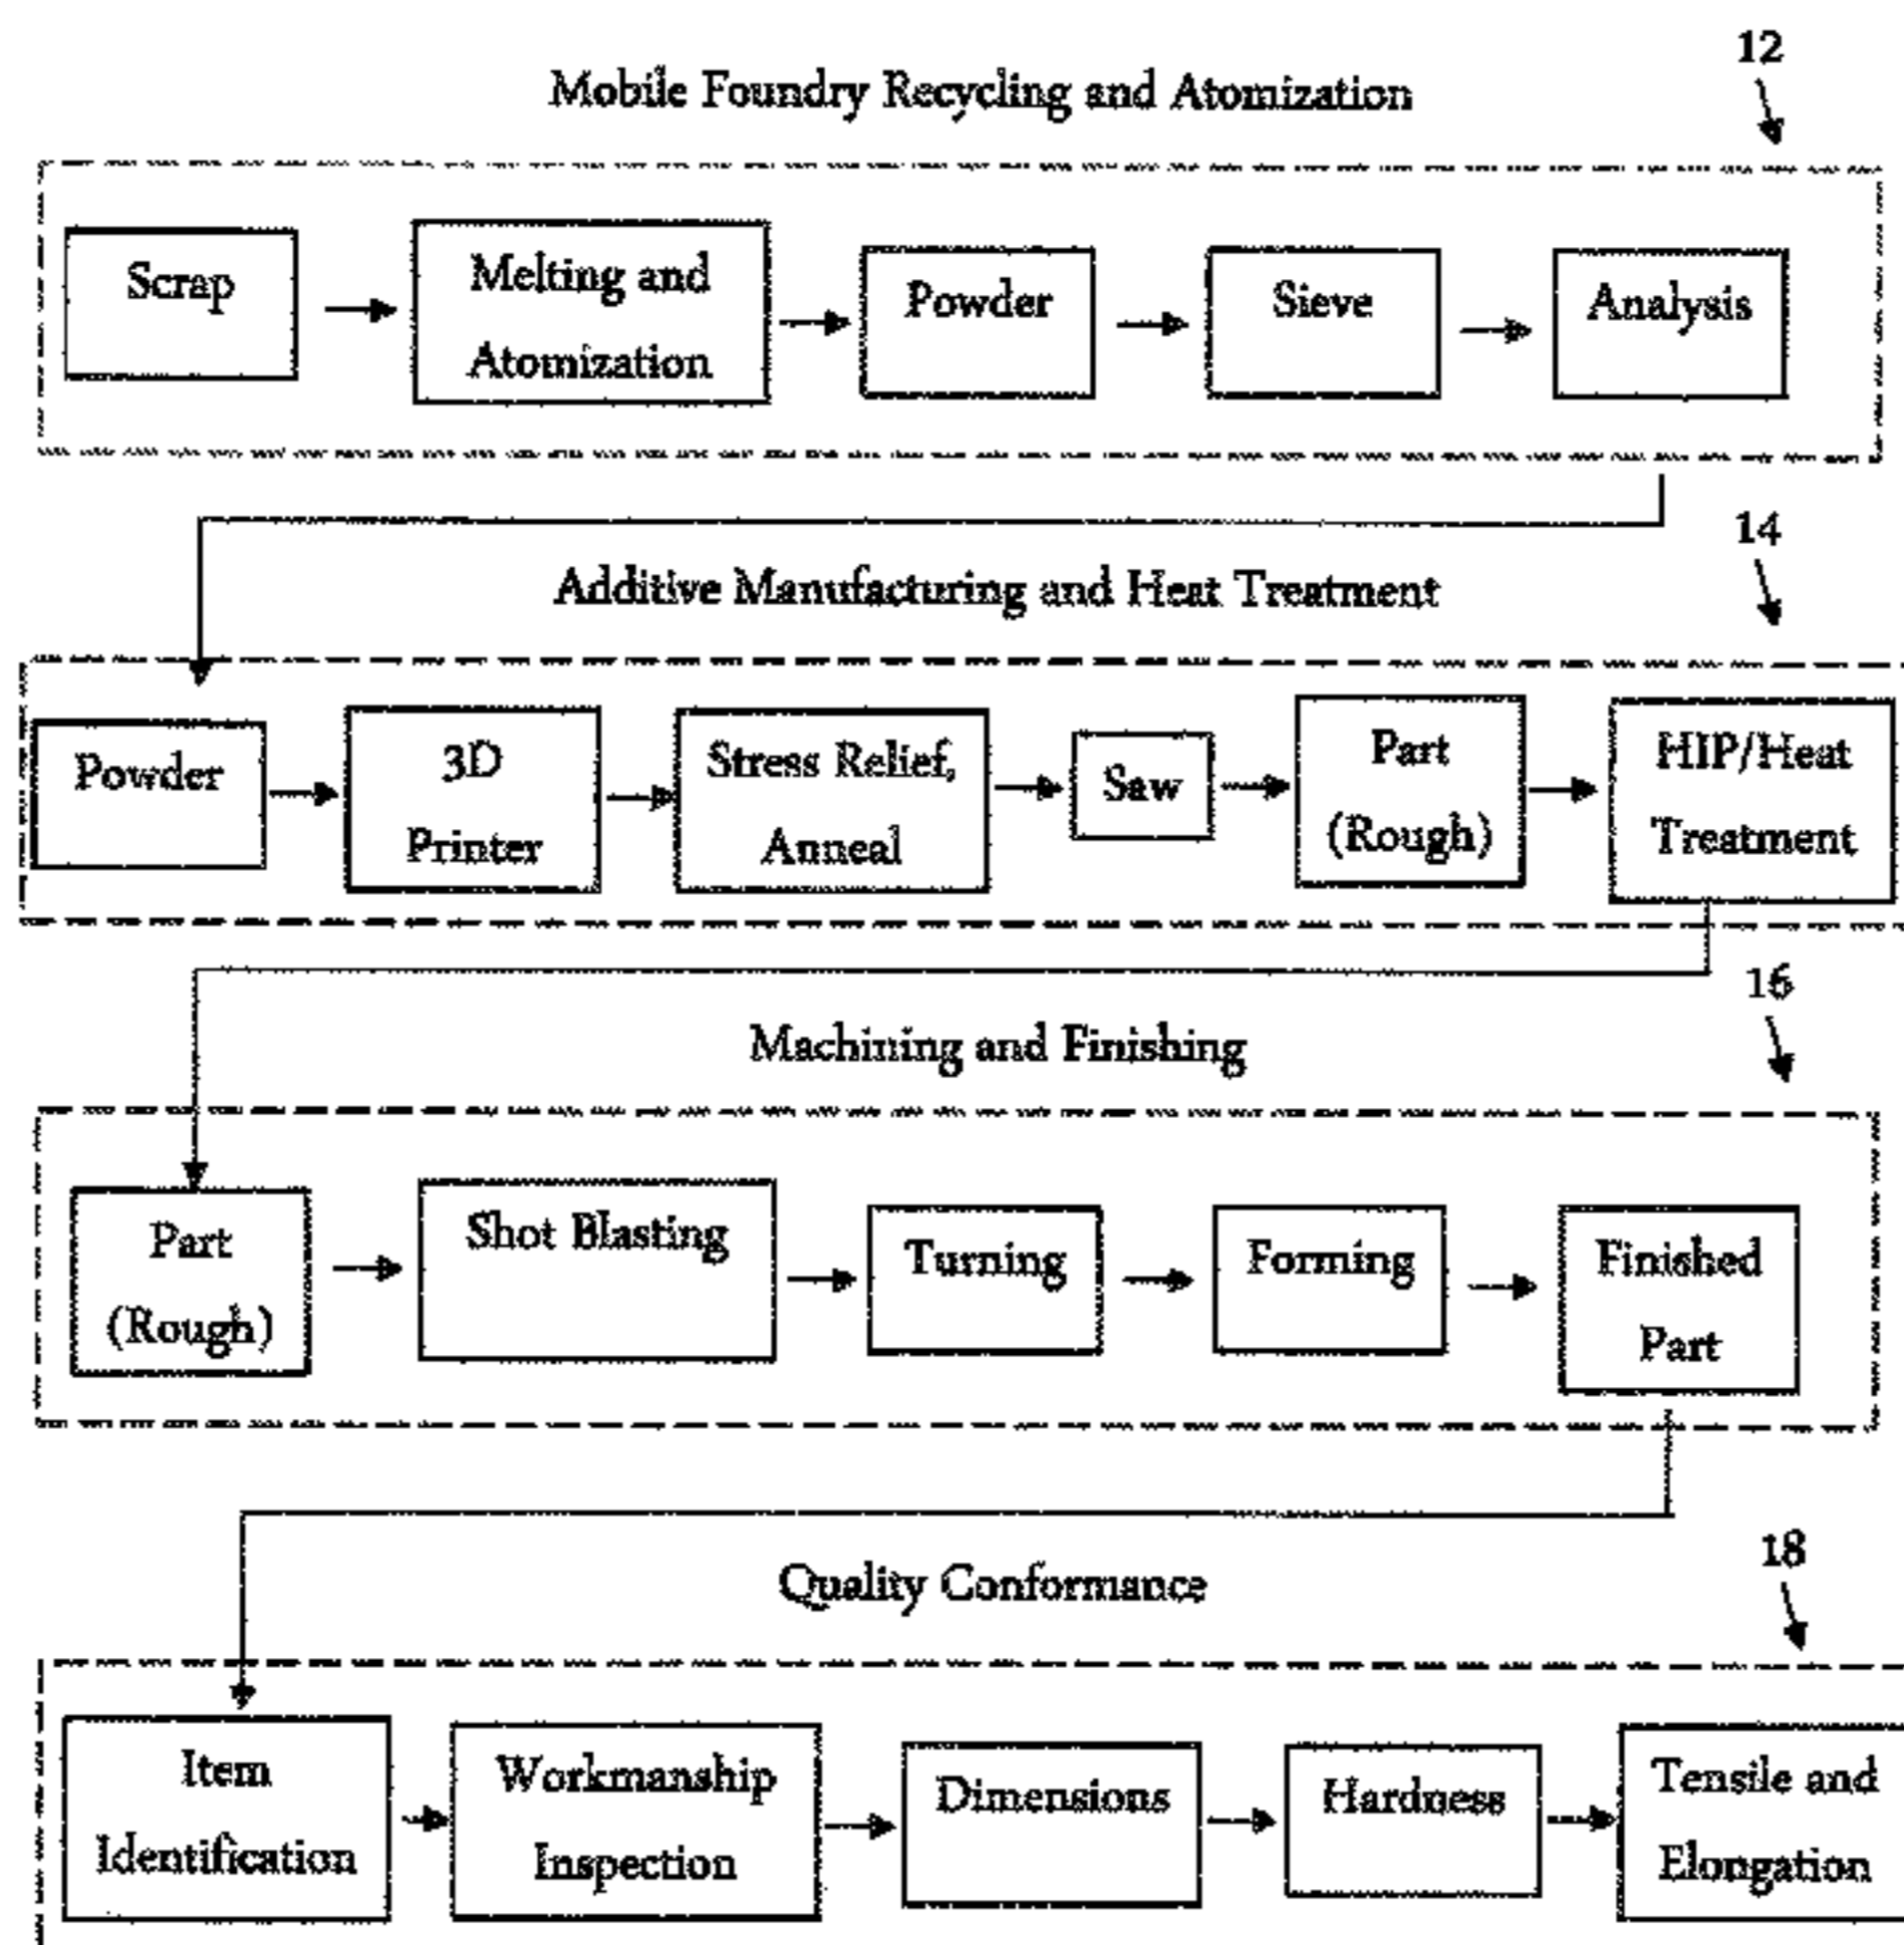 12
Mobile Foundry Recycling and Atomization
Scrap
Melting and
Atomization
Powder
Sieve
Analysis
14
Additive Manufacturing and Heat Treatment
Powder
3D
Printer
Stress Relief,
Anneal
Saw
Part
(Rough)
HIP/Heat
Treatment
16
Machining and Finishing
Part
(Rough)
Shot Blasting
Turning
Forming
Finished
Part
18
Quality Conformance
Item
Identification
Workmanship
Inspection
Dimensions
Hardness
Tensile and
Elongation